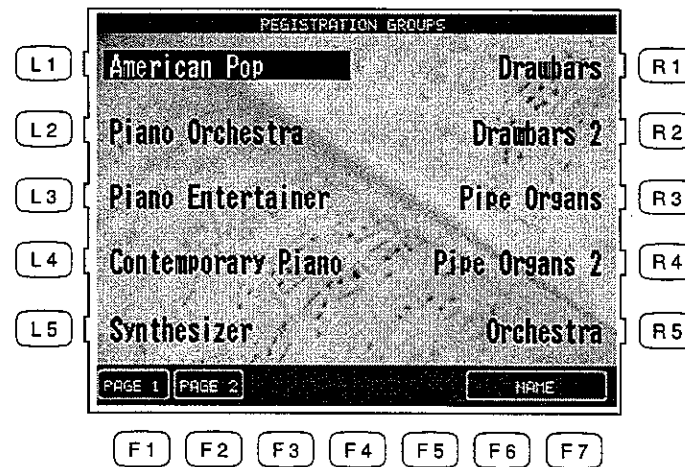 REGISTRATION GROUPS
L1 American Pop Drawbars R1
L2 Piano Orchestra Drawbars 2 R2
L3 Piano Entertainer Pipe Organs R3
L4 Contemporary Piano Pipe Organs 2 R4
L5 Synthesizer Orchestra R5
PAGE 1 PAGE 2 NAME
F1 F2 F3 F4 F5 F6 F7